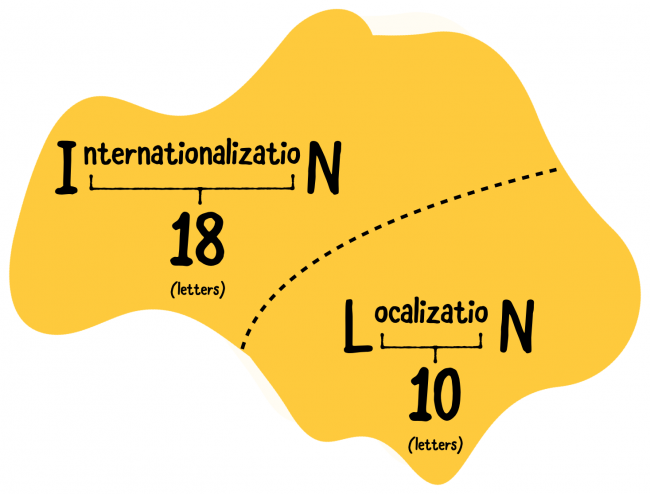 InternationalizatioN
18
(letters)
LocalizatioN
10
(letters)